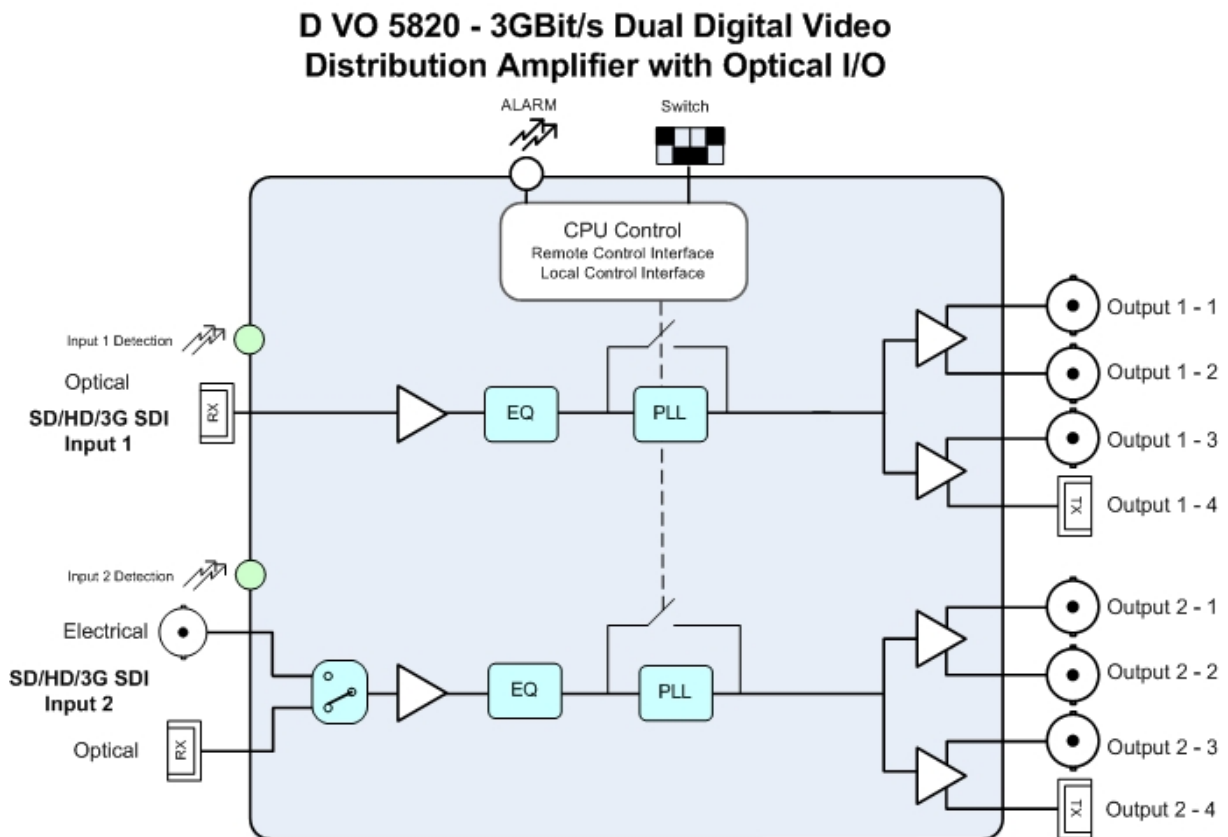 D VO 5820 - 3GBit/s Dual Digital Video
Distribution Amplifier with Optical I/O
ALARM
Switch
CPU Control
Remote Control Interface
Local Control Interface
Input 1 Detection
Optical
SD/HD/3G SDI
Input 1
RX
EQ
PLL
Output 1 - 1
Output 1 - 2
Output 1 - 3
TX
Output 1 - 4
Input 2 Detection
Electrical
SD/HD/3G SDI
Input 2
Optical
RX
EQ
PLL
Output 2 - 1
Output 2 - 2
Output 2 - 3
TX
Output 2 - 4